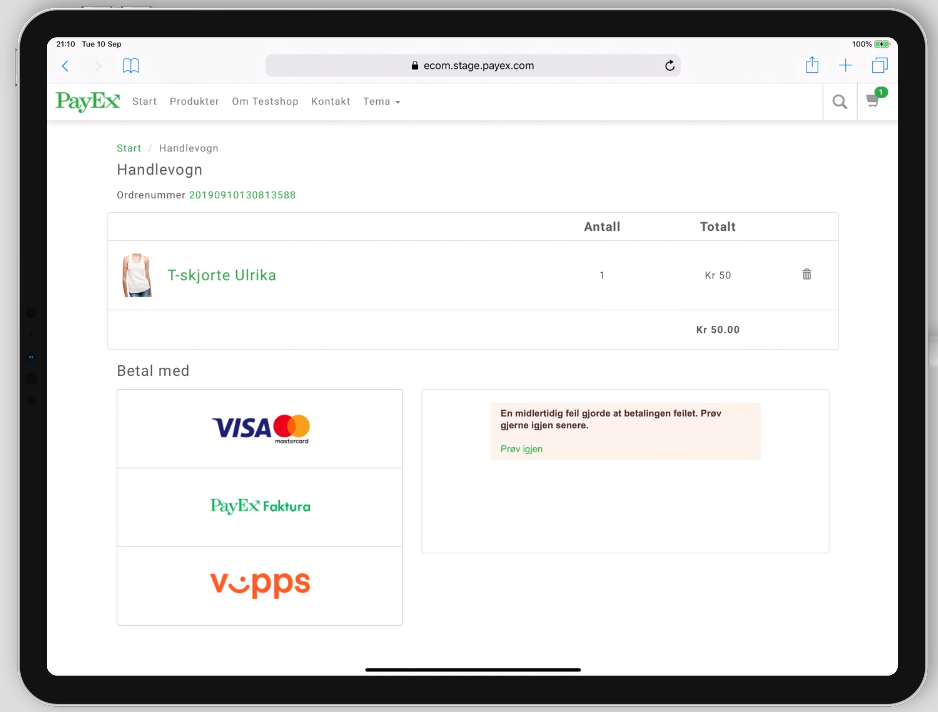 21:10 Tue 10 Sep
100%
ecom.stage.payex.com
PayEx Start Produkter Om Testshop Kontakt Tema
1
Start / Handlevogn
Handlevogn
Ordrenummer 20190910130813588
Antall Totalt
T-skjorte Ulrika 1 Kr 50
Kr 50.00
Betal med
VISA mastercard
En midlertidig feil gjorde at betalingen feilet. Prøv
gjerne igjen senere.
Prøv igjen
PayEx Faktura
vipps